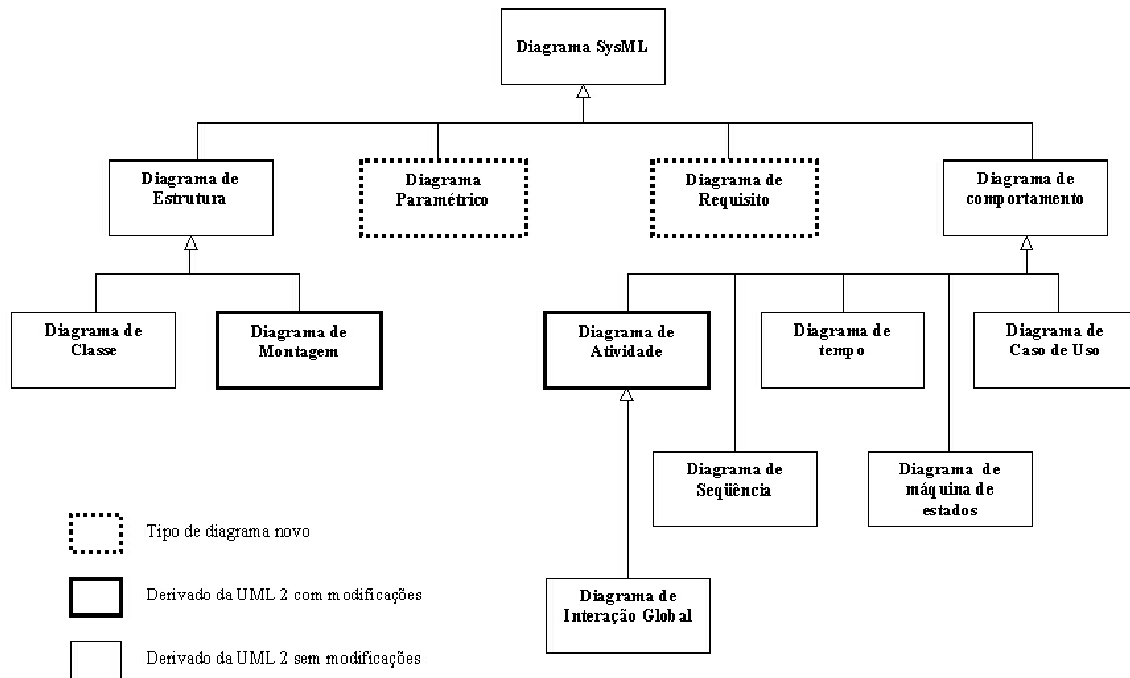 Diagrama SysML
Diagrama de
Estrutura
Diagrama
Paramétrico
Diagrama de
Requisito
Diagrama de
comportamento
Diagrama de
Classe
Diagrama de
Montagem
Diagrama de
Atividade
Diagrama de
tempo
Diagrama de
Caso de Uso
Diagrama de
Seqüência
Diagrama de
máquina de
estados
Diagrama de
Interação Global
Tipo de diagrama novo
Derivado da UML 2 com modificações
Derivado da UML 2 sem modificações